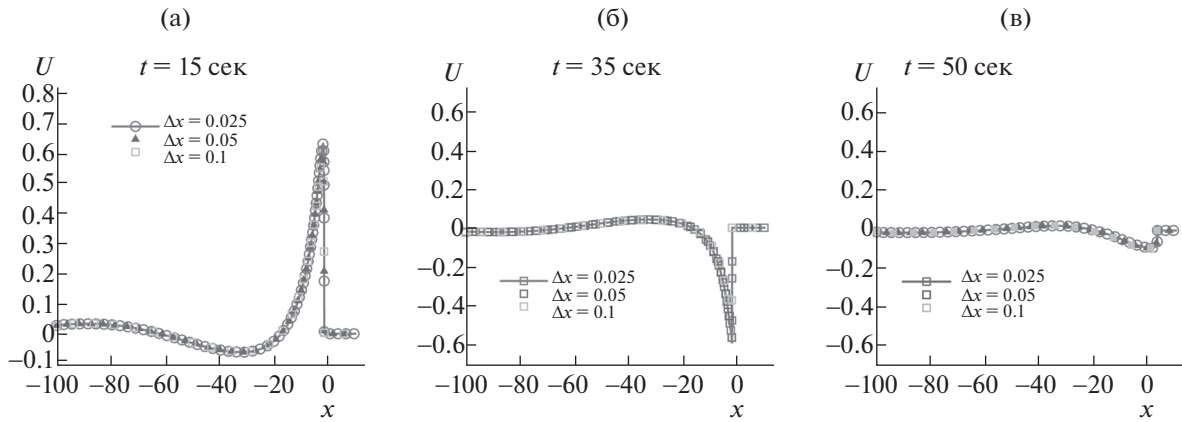 (а)
U
t = 15 сек
0.8
0.7
0.6
0.5
0.4
0.3
0.2
0.1
0
−0.1
Δx = 0.025
Δx = 0.05
Δx = 0.1
−100 −80 −60 −40 −20 0
x
(б)
U
t = 35 сек
0.6
0.4
0.2
0
−0.2
−0.4
−0.6
Δx = 0.025
Δx = 0.05
Δx = 0.1
−100 −80 −60 −40 −20 0
x
(в)
U
t = 50 сек
0.6
0.4
0.2
0
−0.2
−0.4
−0.6
Δx = 0.025
Δx = 0.05
Δx = 0.1
−100 −80 −60 −40 −20 0
x